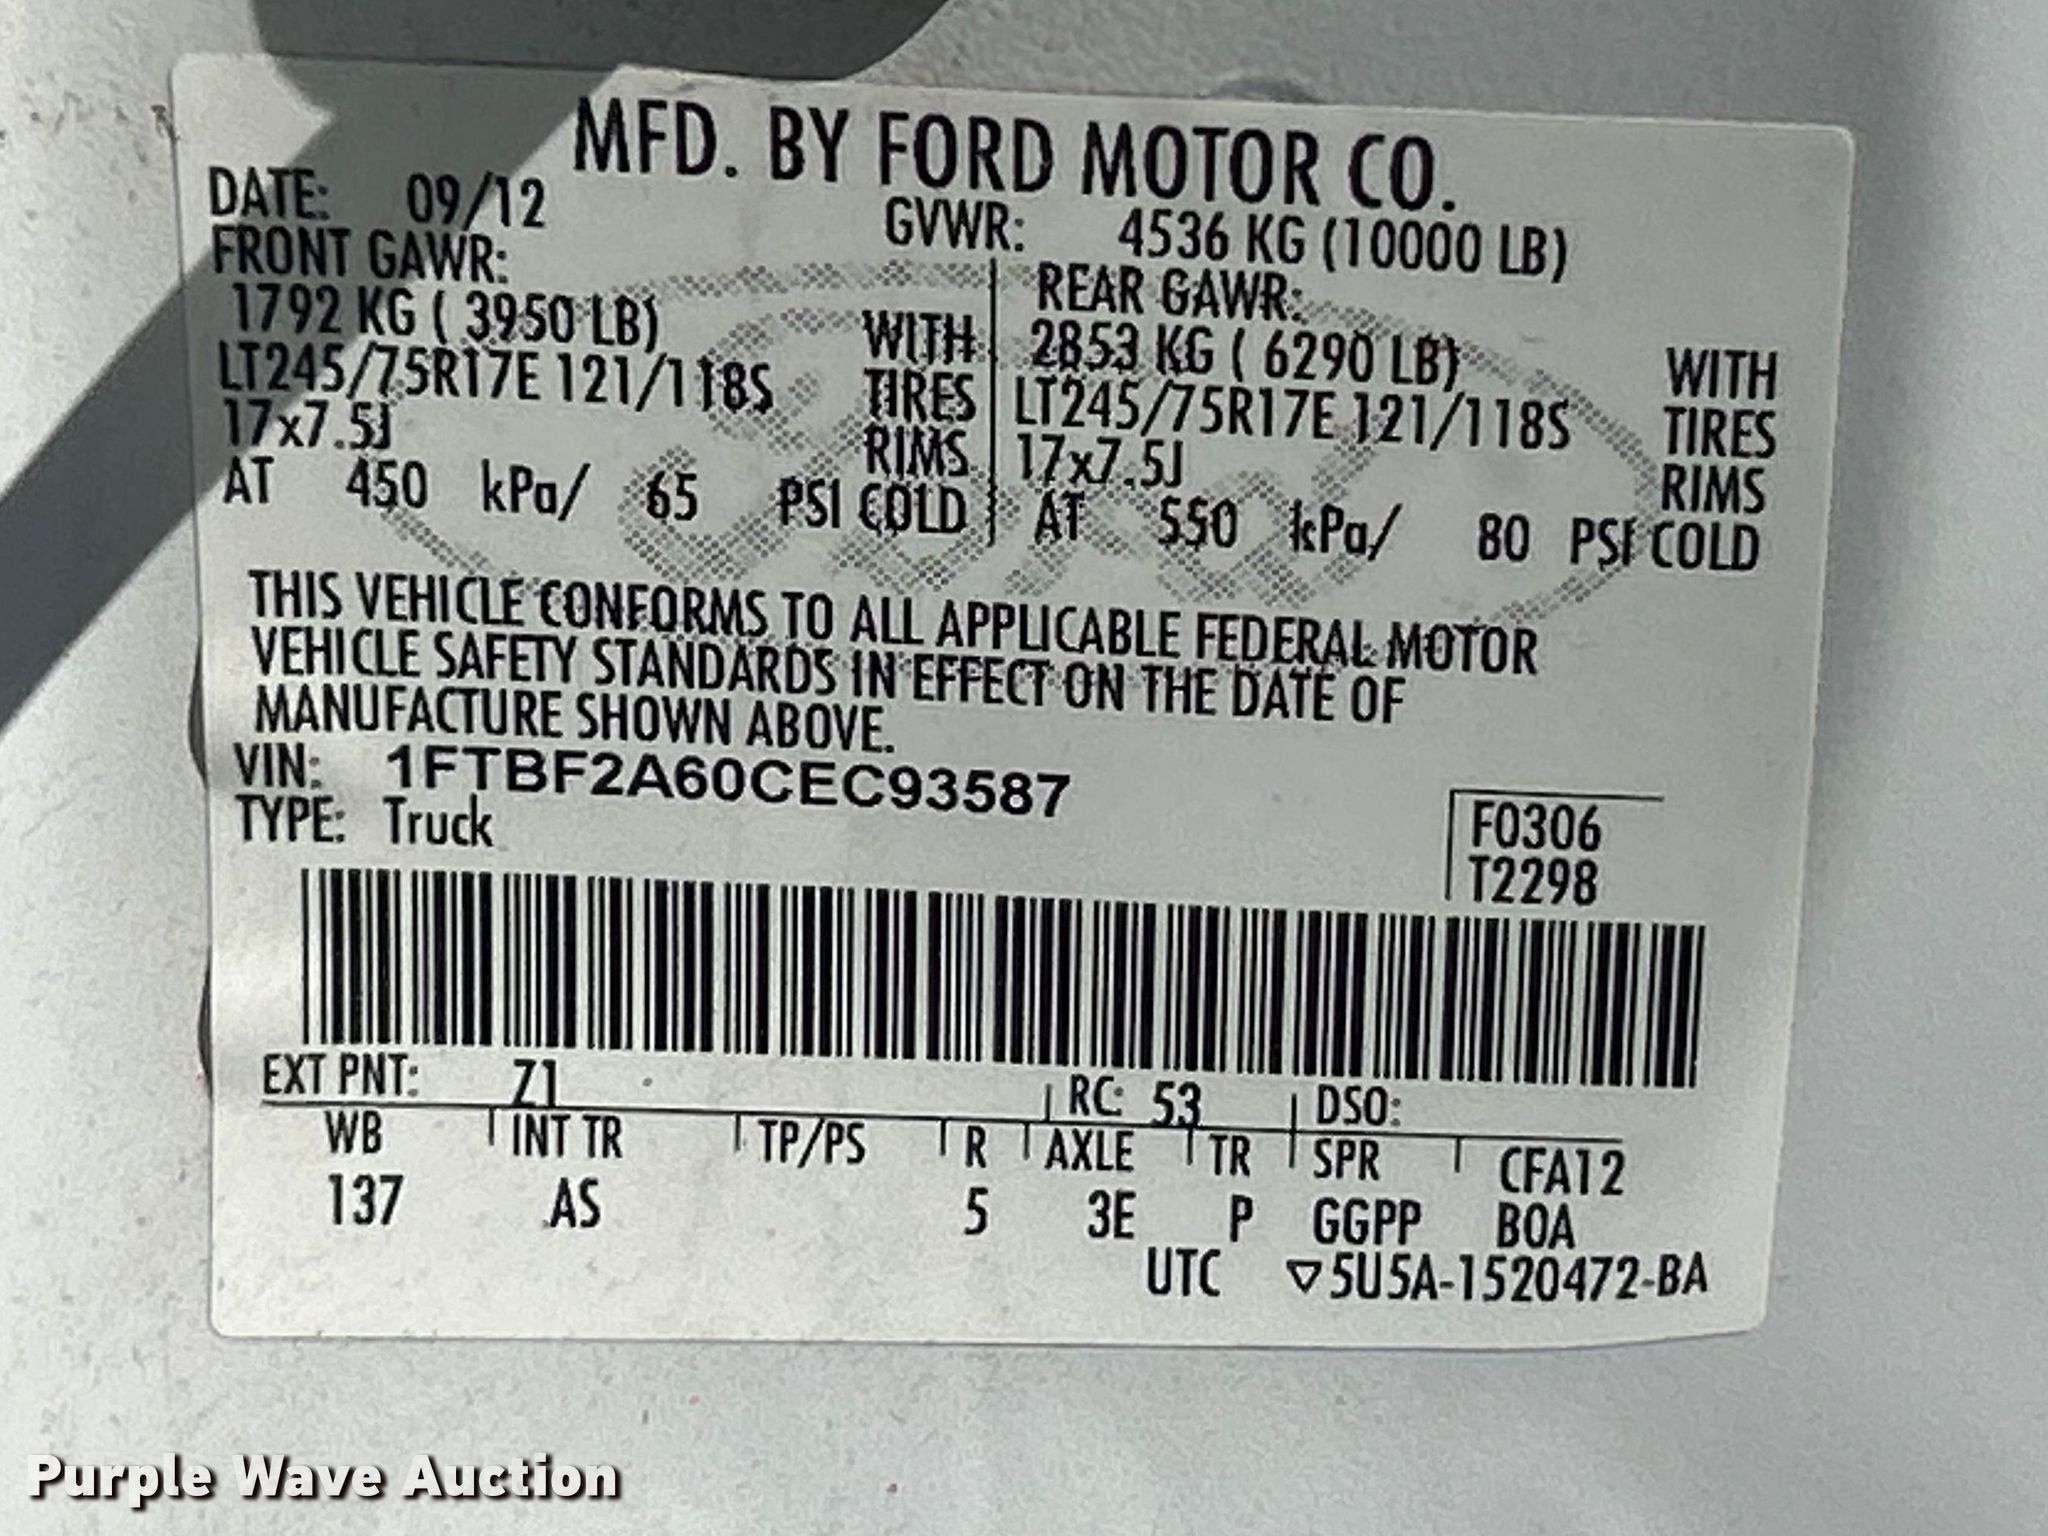 MFD. BY FORD MOTOR CO.
DATE: 09/12 GVWR: 4536 KG (10000 LB)
FRONT GAWR: REAR GAWR:
1792 KG ( 3950 LB) WITH 2853 KG ( 6290 LB) WITH
LT245/75R17E 121/118S TIRES LT245/75R17E 121/118S TIRES
17x7.5J RIMS 17x7.5J RIMS
AT 450 kPa/ 65 PSI COLD AT 550 kPa/ 80 PSI COLD
THIS VEHICLE CONFORMS TO ALL APPLICABLE FEDERAL MOTOR
VEHICLE SAFETY STANDARDS IN EFFECT ON THE DATE OF
MANUFACTURE SHOWN ABOVE.
VIN: 1FTBF2A60CEC93587
TYPE: Truck F0306
T2298
EXT PNT: Z1 RC: 53 DSO:
WB INT TR TP/PS R AXLE TR SPR CFA12
137 AS 5 3E P GGPP BOA
UTC ▽5U5A-1520472-BA
Purple Wave Auction